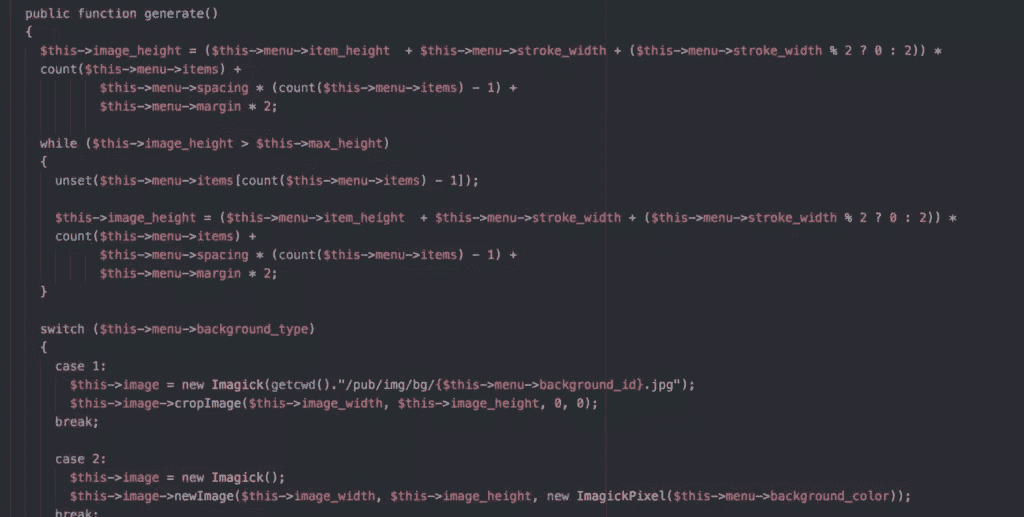 public function generate()
{
$this->image_height = ($this->menu->item_height + $this->menu->stroke_width + ($this->menu->stroke_width % 2 ? 0 : 2)) *
count($this->menu->items) +
$this->menu->spacing * (count($this->menu->items) - 1) +
$this->menu->margin * 2;
while ($this->image_height > $this->max_height)
{
unset($this->menu->items[count($this->menu->items) - 1]);
$this->image_height = ($this->menu->item_height + $this->menu->stroke_width + ($this->menu->stroke_width % 2 ? 0 : 2)) *
count($this->menu->items) +
$this->menu->spacing * (count($this->menu->items) - 1) +
$this->menu->margin * 2;
}
switch ($this->menu->background_type)
{
case 1:
$this->image = new Imagick(getcwd()."/pub/img/bg/{$this->menu->background_id}.jpg");
$this->image->cropImage($this->image_width, $this->image_height, 0, 0);
break;
case 2:
$this->image = new Imagick();
$this->image->newImage($this->image_width, $this->image_height, new ImagickPixel($this->menu->background_color));
break;